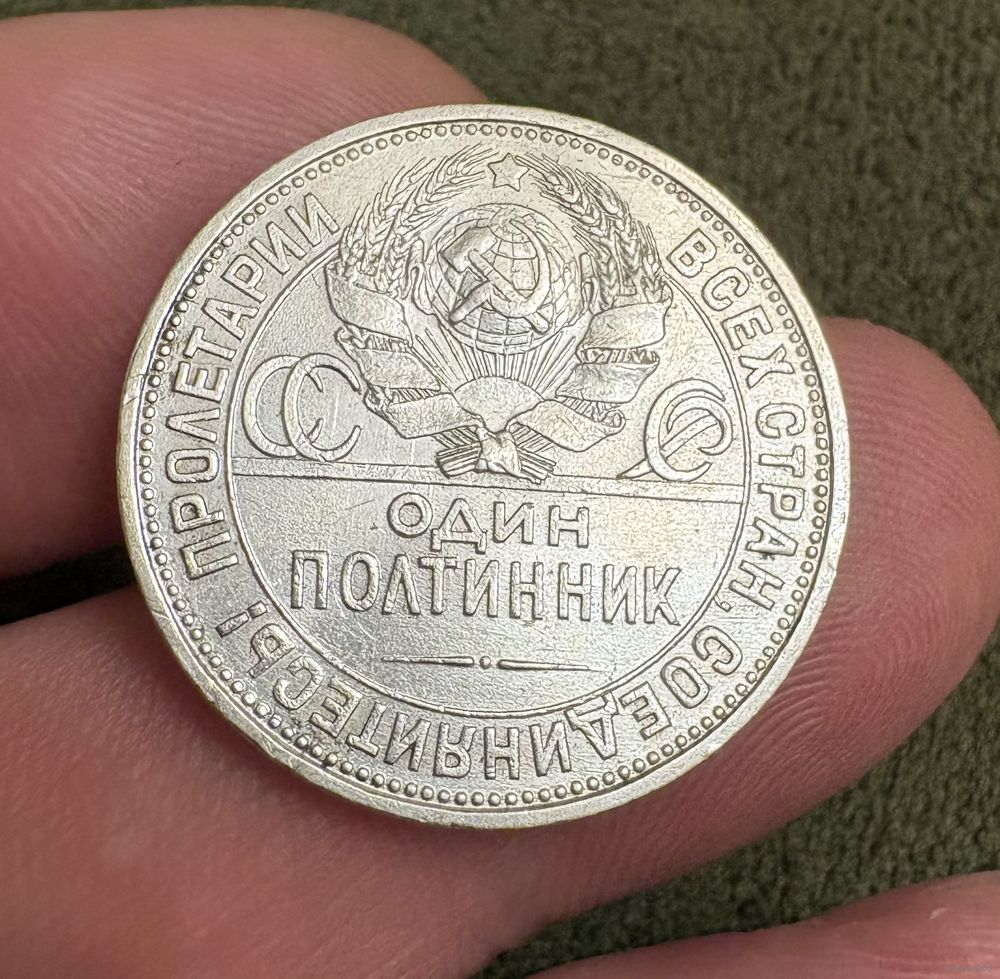 ПРОЛЕТАРИИ ВСЕХ СТРАН, СОЕДИНЯЙТЕСЬ!
СССР
ОДИН
ПОЛТИННИК